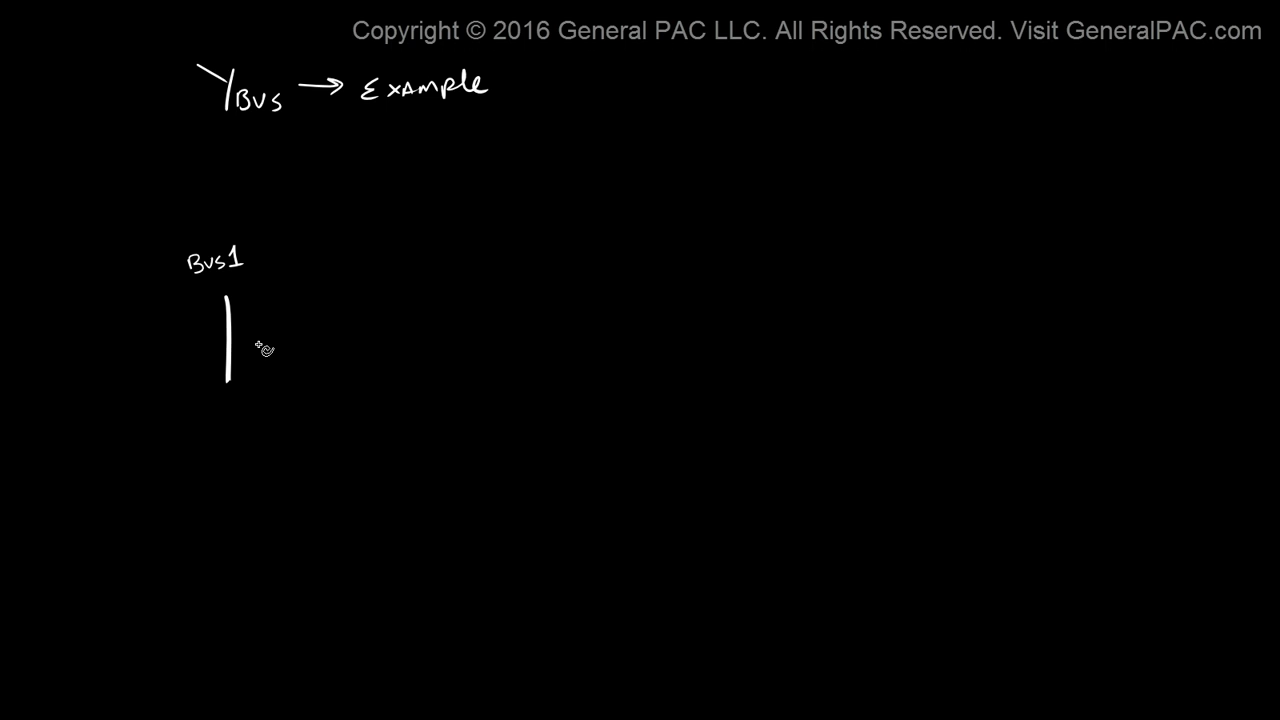 Copyright © 2016 General PAC LLC. All Rights Reserved. Visit GeneralPAC.com
YBUS → Example
Bus1